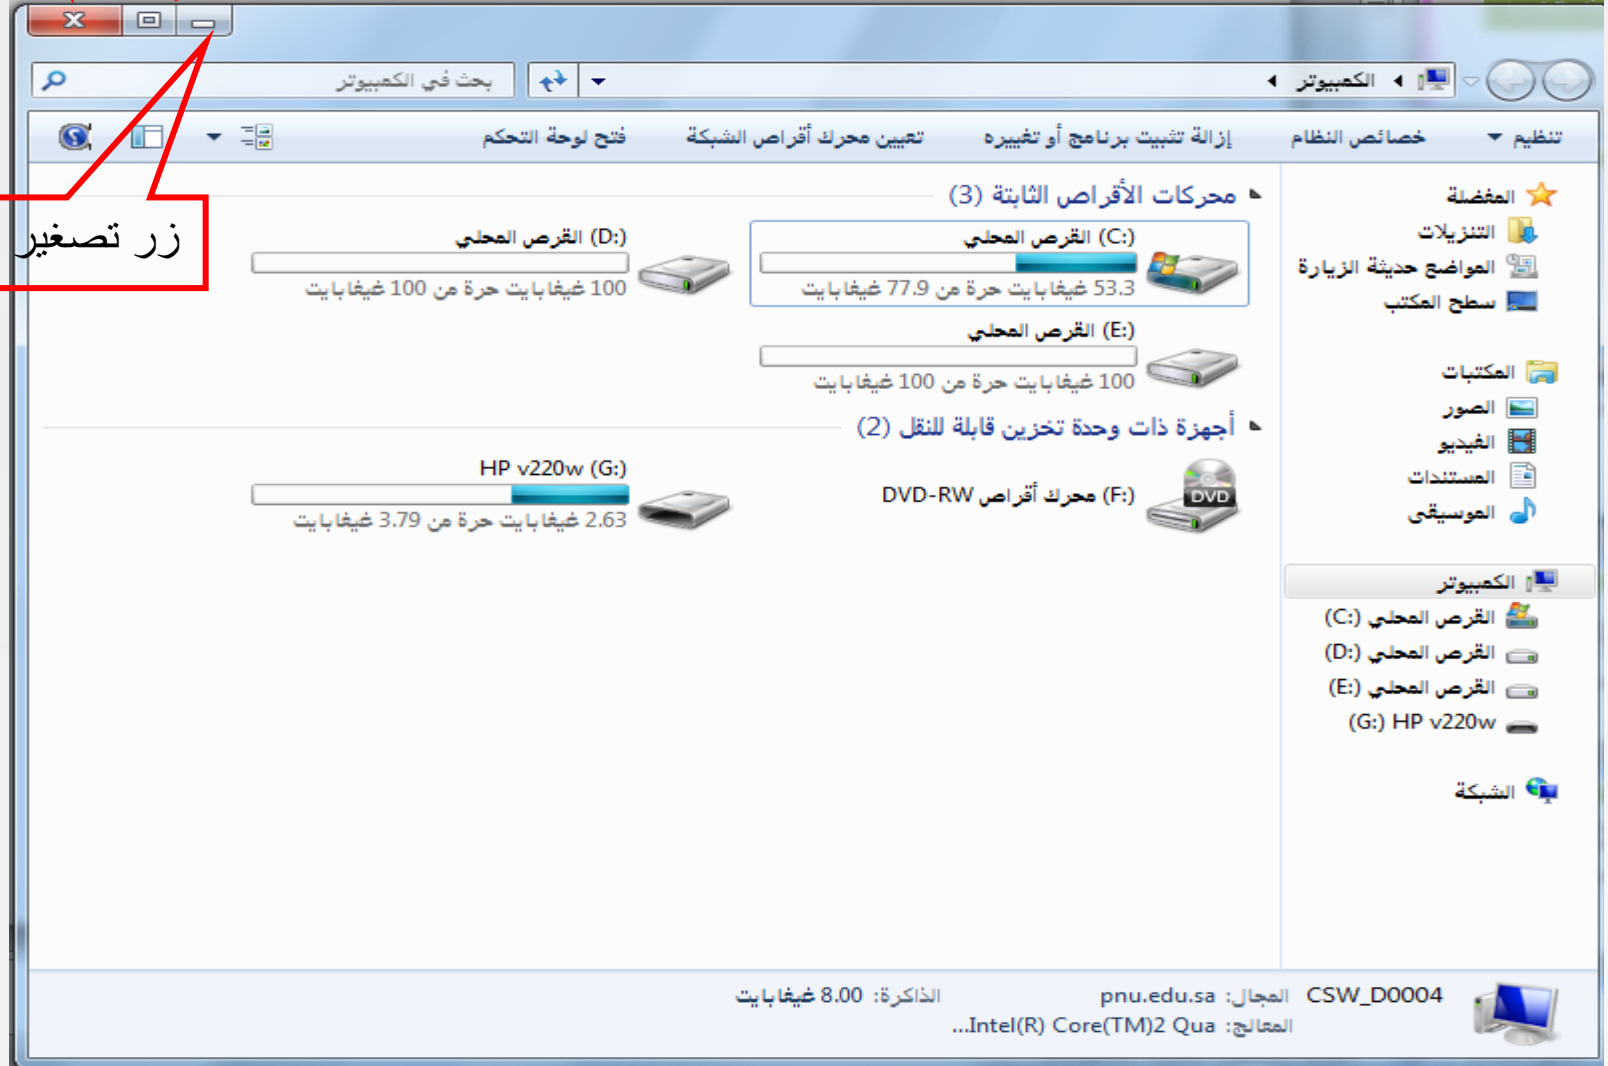 الكمبيوتر
بحث في الكمبيوتر
تنظيم
خصائص النظام
إزالة تثبيت برنامج أو تغييره
تعيين محرك أقراص الشبكة
فتح لوحة التحكم
زر تصغير
المفضلة
التنزيلات
المواضع حديثة الزيارة
سطح المكتب
المكتبات
الصور
الفيديو
المستندات
الموسيقى
الكمبيوتر
القرص المحلي (C:)
القرص المحلي (D:)
القرص المحلي (E:)
HP v220w (G:)
الشبكة
محركات الأقراص الثابتة (3)
القرص المحلي (C:)
53.3 غيغابايت حرة من 77.9 غيغابايت
القرص المحلي (D:)
100 غيغابايت حرة من 100 غيغابايت
القرص المحلي (E:)
100 غيغابايت حرة من 100 غيغابايت
أجهزة ذات وحدة تخزين قابلة للنقل (2)
DVD
محرك أقراص DVD-RW (F:)
HP v220w (G:)
2.63 غيغابايت حرة من 3.79 غيغابايت
CSW_D0004
المجال: pnu.edu.sa
الذاكرة: 8.00 غيغابايت
المعالج: Intel(R) Core(TM)2 Qua...